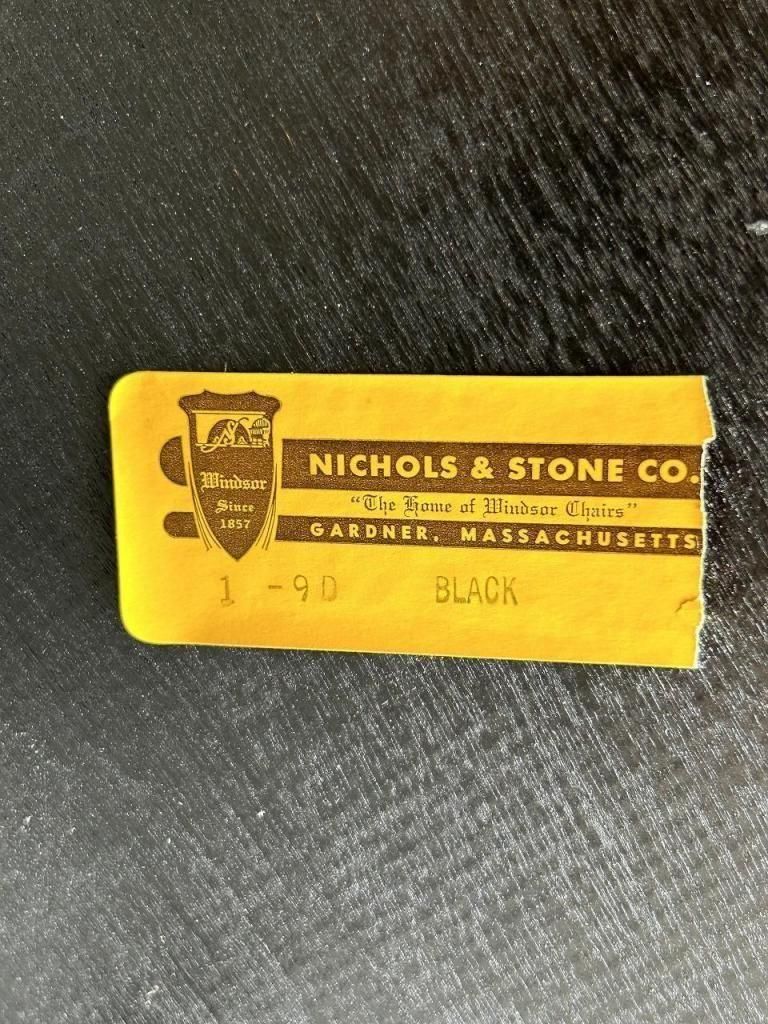 Windsor
Since
1857
NICHOLS & STONE CO.
"The Home of Windsor Chairs"
GARDNER, MASSACHUSETTS
1 -9D BLACK